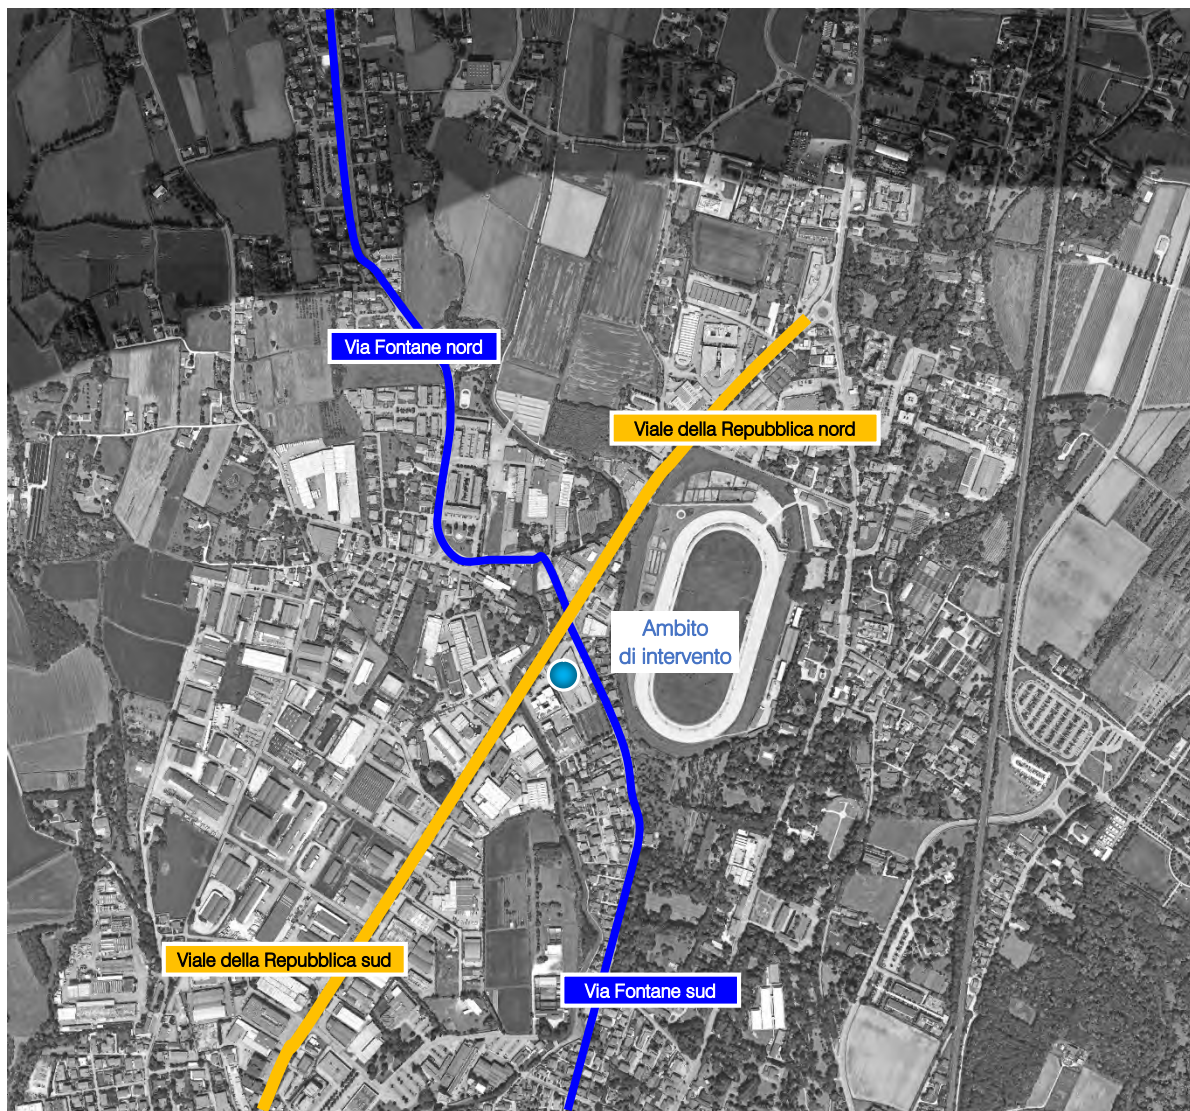 Via Fontane nord
Viale della Repubblica nord
Ambito
di intervento
Viale della Repubblica sud
Via Fontane sud